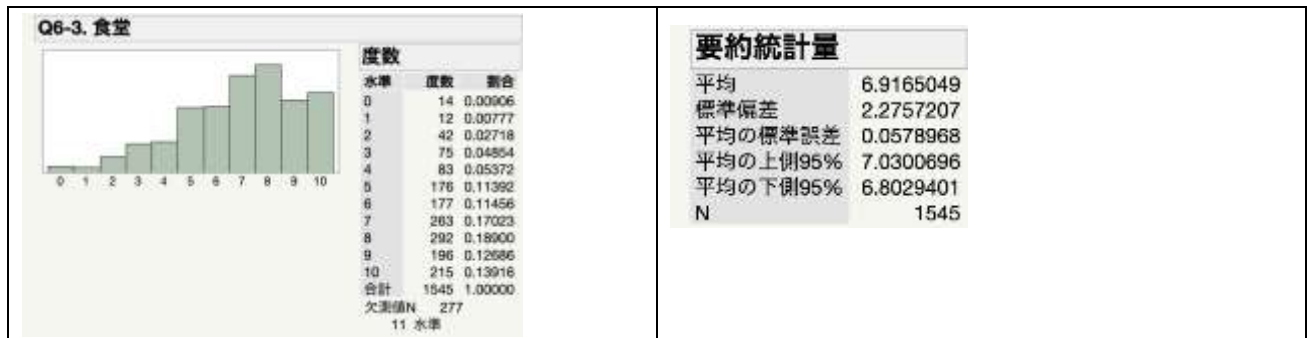 Q6-3. 食堂
0 1 2 3 4 5 6 7 8 9 10
度数
水準 度数 割合
0 14 0.00906
1 12 0.00777
2 42 0.02718
3 75 0.04854
4 83 0.05372
5 176 0.11392
6 177 0.11456
7 263 0.17023
8 292 0.18900
9 196 0.12686
10 215 0.13916
合計 1545 1.00000
欠測値N 277
11 水準
要約統計量
平均 6.9165049
標準偏差 2.2757207
平均の標準誤差 0.0578968
平均の上側95% 7.0300696
平均の下側95% 6.8029401
N 1545